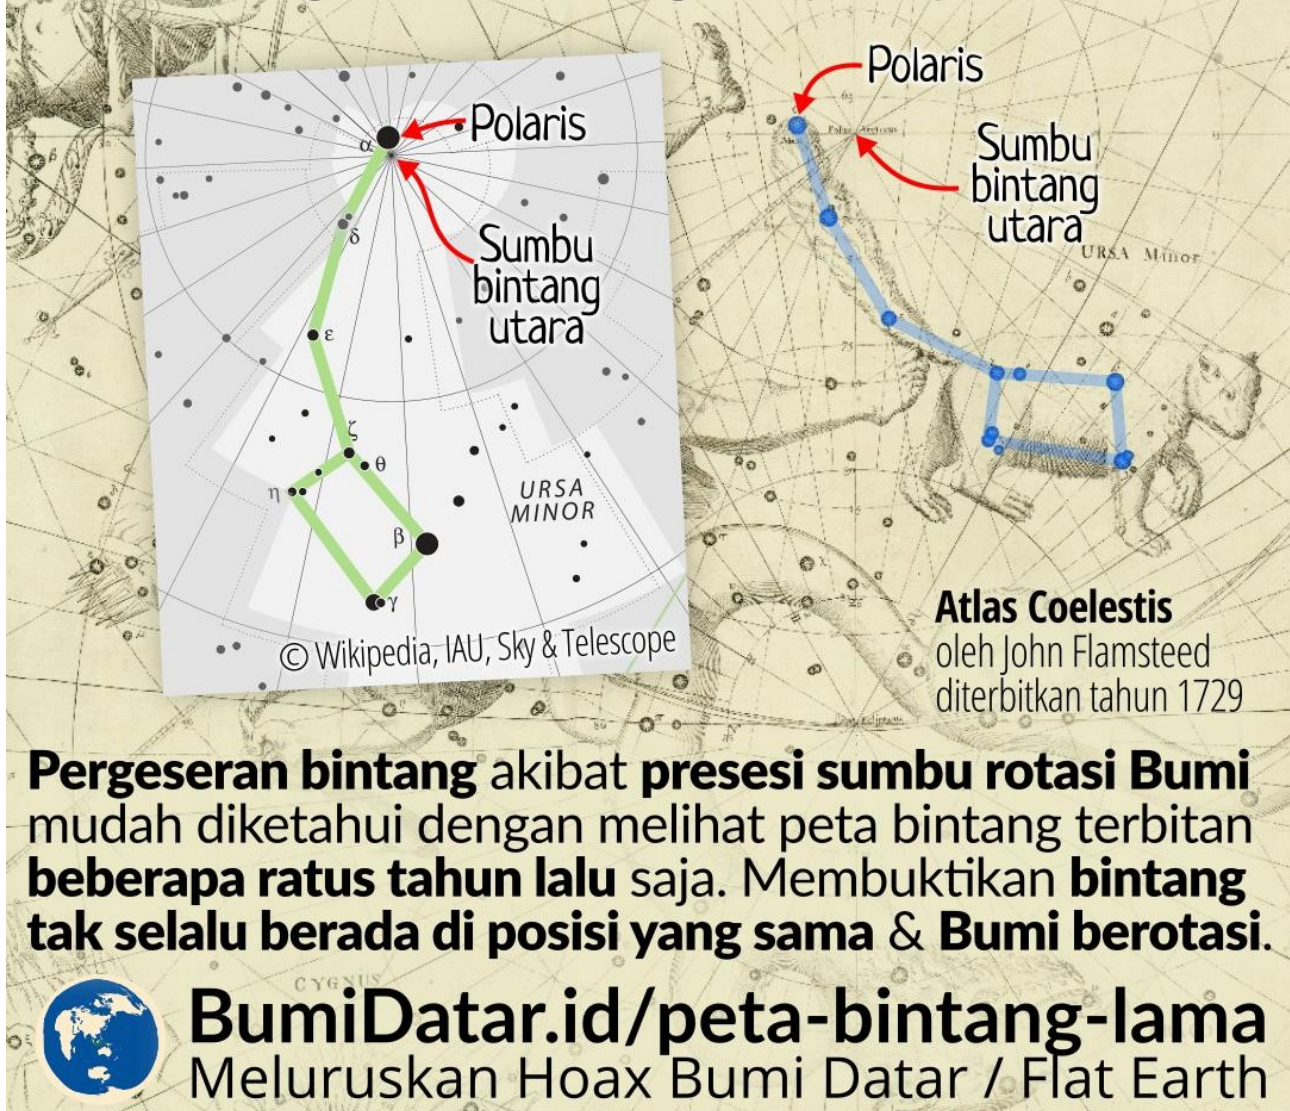 Polaris
α
δ
Sumbu
bintang
utara
ε
ζ
θ
η
URSA
MINOR
β
γ
© Wikipedia, IAU, Sky & Telescope
Polaris
Sumbu
bintang
utara
URSA Minor
75
Atlas Coelestis
oleh John Flamsteed
diterbitkan tahun 1729
Pergeseran bintang akibat presesi sumbu rotasi Bumi
mudah diketahui dengan melihat peta bintang terbitan
beberapa ratus tahun lalu saja. Membuktikan bintang
tak selalu berada di posisi yang sama & Bumi berotasi.
CYGNUS
BumiDatar.id/peta-bintang-lama
Meluruskan Hoax Bumi Datar / Flat Earth